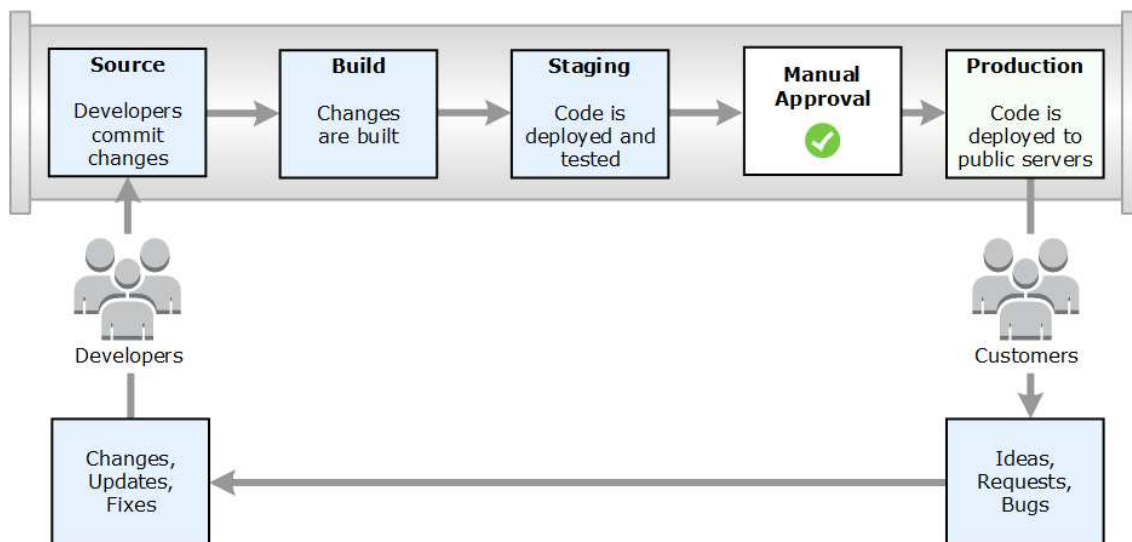 Source
Developers
commit
changes
Build
Changes
are built
Staging
Code is
deployed and
tested
Manual
Approval
Production
Code is
deployed to
public servers
Developers
Customers
Changes,
Updates,
Fixes
Ideas,
Requests,
Bugs